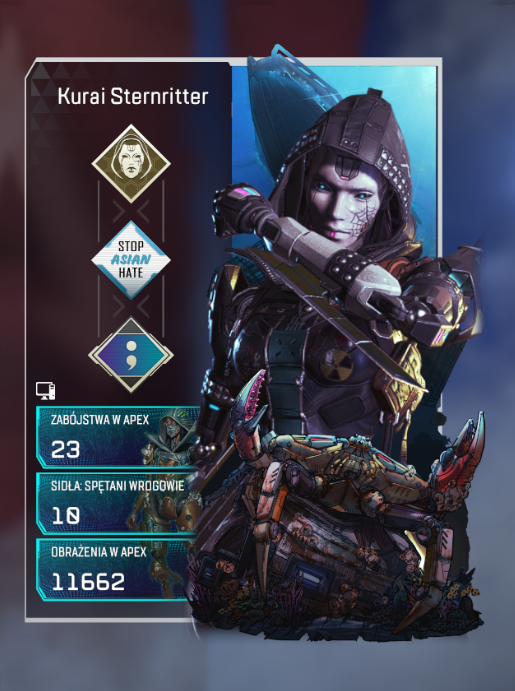 Kurai Sternritter
STOP
ASIAN
HATE
;
ZABÓJSTWA W APEX
23
SIDŁA: SPĘTANI WROGOWIE
10
OBRAŻENIA W APEX
11662